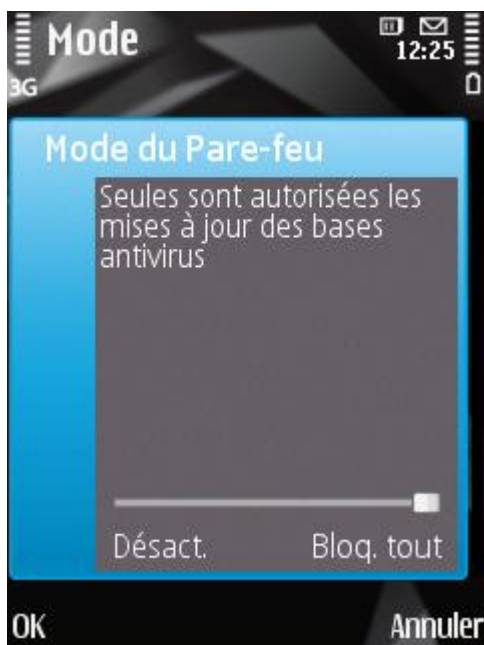 Mode
12:25
3G
Mode du Pare-feu
Seules sont autorisées les
mises à jour des bases
antivirus
Désact. Bloq. tout
OK Annuler